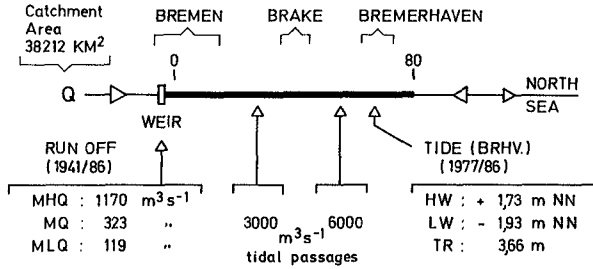 Catchment
Area
38212 KM²
BREMEN
BRAKE
BREMERHAVEN
0
80
Q
NORTH
SEA
WEIR
RUN OFF
(1941/86)
TIDE (BRHV.)
(1977/86)
MHQ : 1170 m³s⁻¹
MQ : 323 "
MLQ : 119 "
3000 6000
m³s⁻¹
tidal passages
HW : + 1,73 m NN
LW : - 1,93 m NN
TR : 3,66 m